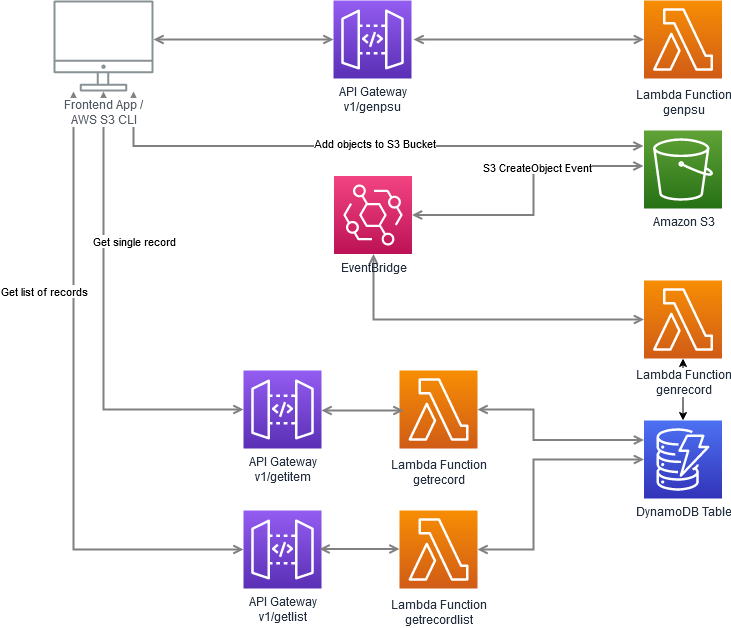 API Gateway
v1/genpsu
Lambda Function
genpsu
Frontend App /
AWS S3 CLI
Add objects to S3 Bucket
S3 CreateObject Event
Amazon S3
Get single record
EventBridge
Get list of records
Lambda Function
genrecord
API Gateway
v1/getitem
Lambda Function
getrecord
DynamoDB Table
API Gateway
v1/getlist
Lambda Function
getrecordlist